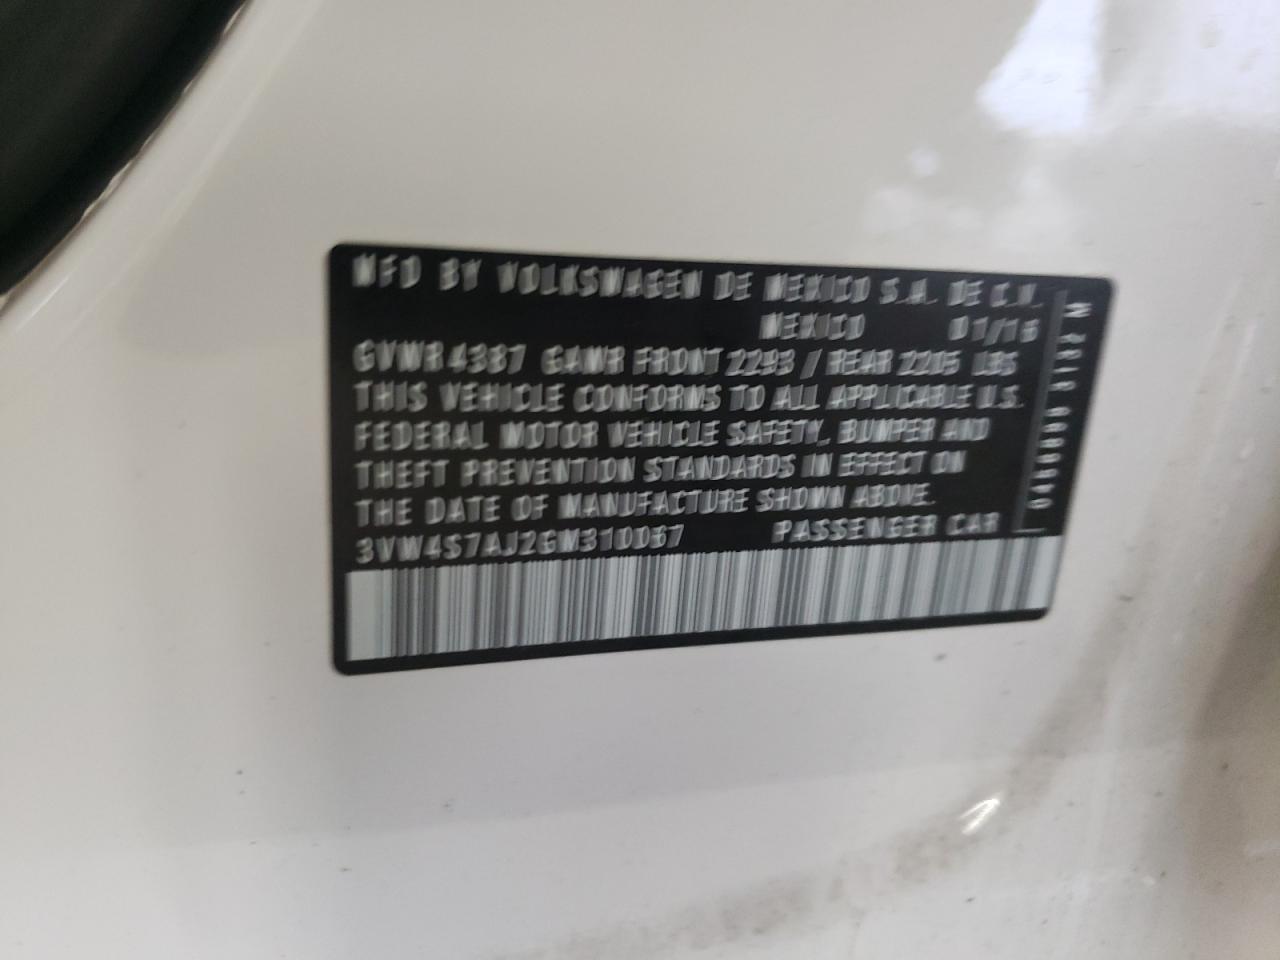 MFD BY VOLKSWAGEN DE MEXICO S.A. DE C.V.
MEXICO 01/16
GVWR 4387 GAWR FRONT 2293 / REAR 2205 LBS
THIS VEHICLE CONFORMS TO ALL APPLICABLE U.S.
FEDERAL MOTOR VEHICLE SAFETY, BUMPER AND
THEFT PREVENTION STANDARDS IN EFFECT ON
THE DATE OF MANUFACTURE SHOWN ABOVE.
3VW4S7AJ2GM310067 PASSENGER CAR